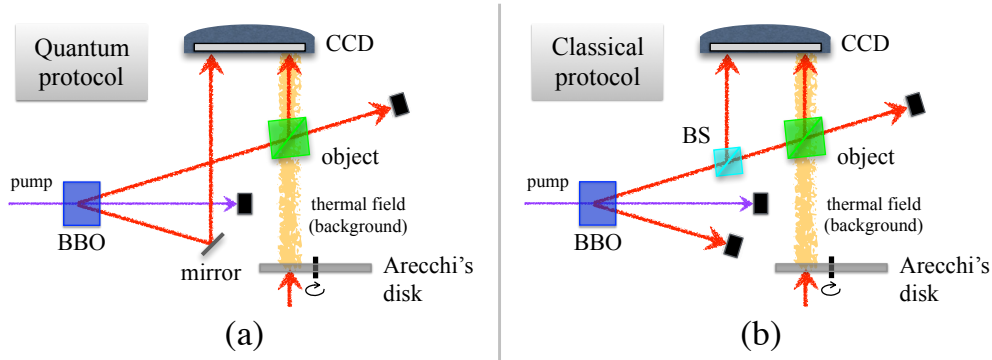 Quantum
protocol
CCD
object
pump
BBO
mirror
thermal field
(background)
Arecchi's
disk
(a)
Classical
protocol
CCD
BS
object
pump
BBO
thermal field
(background)
Arecchi's
disk
(b)